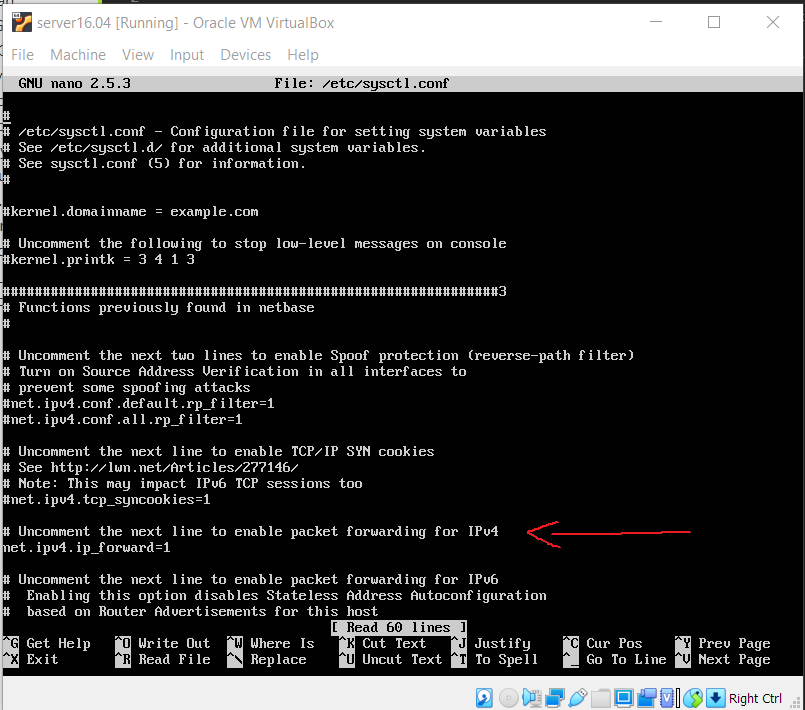 server16.04 [Running] - Oracle VM VirtualBox
File Machine View Input Devices Help
GNU nano 2.5.3 File: /etc/sysctl.conf
#
# /etc/sysctl.conf - Configuration file for setting system variables
# See /etc/sysctl.d/ for additional system variables.
# See sysctl.conf (5) for information.
#
#kernel.domainname = example.com
# Uncomment the following to stop low-level messages on console
#kernel.printk = 3 4 1 3
##############################################################3
# Functions previously found in netbase
#
# Uncomment the next two lines to enable Spoof protection (reverse-path filter)
# Turn on Source Address Verification in all interfaces to
# prevent some spoofing attacks
#net.ipv4.conf.default.rp_filter=1
#net.ipv4.conf.all.rp_filter=1
# Uncomment the next line to enable TCP/IP SYN cookies
# See http://lwn.net/Articles/277146/
# Note: This may impact IPv6 TCP sessions too
#net.ipv4.tcp_syncookies=1
# Uncomment the next line to enable packet forwarding for IPv4
net.ipv4.ip_forward=1
# Uncomment the next line to enable packet forwarding for IPv6
#  Enabling this option disables Stateless Address Autoconfiguration
#  based on Router Advertisements for this host
[ Read 60 lines ]
^G Get Help ^O Write Out ^W Where Is ^K Cut Text ^J Justify ^C Cur Pos ^Y Prev Page
^X Exit ^R Read File ^\ Replace ^U Uncut Text ^T To Spell ^_ Go To Line ^V Next Page
Right Ctrl